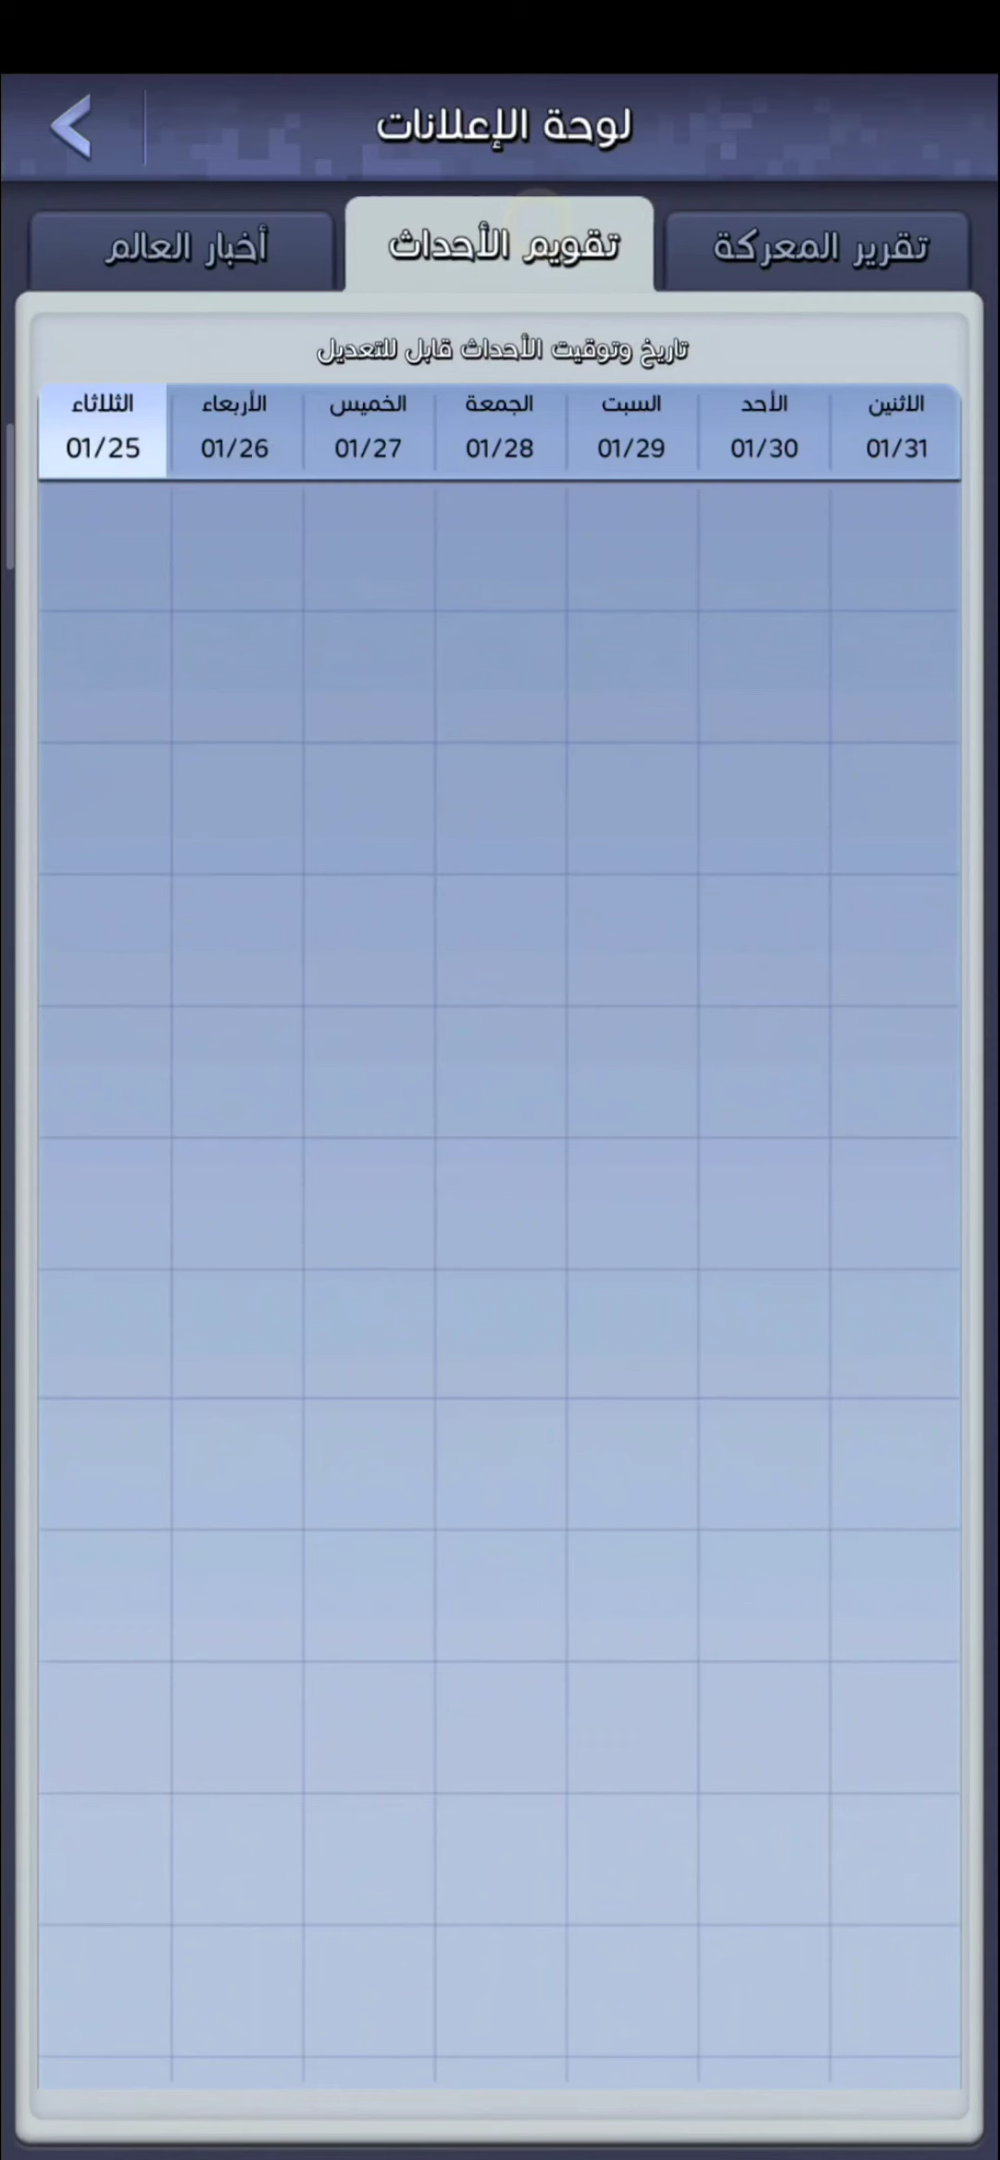 لوحة الإعلانات
تقرير المعركة
تقويم الأحداث
أخبار العالم
تاريخ وتوقيت الأحداث قابل للتعديل
الثلاثاء الأربعاء الخميس الجمعة السبت الأحد الاثنين
01/25 01/26 01/27 01/28 01/29 01/30 01/31